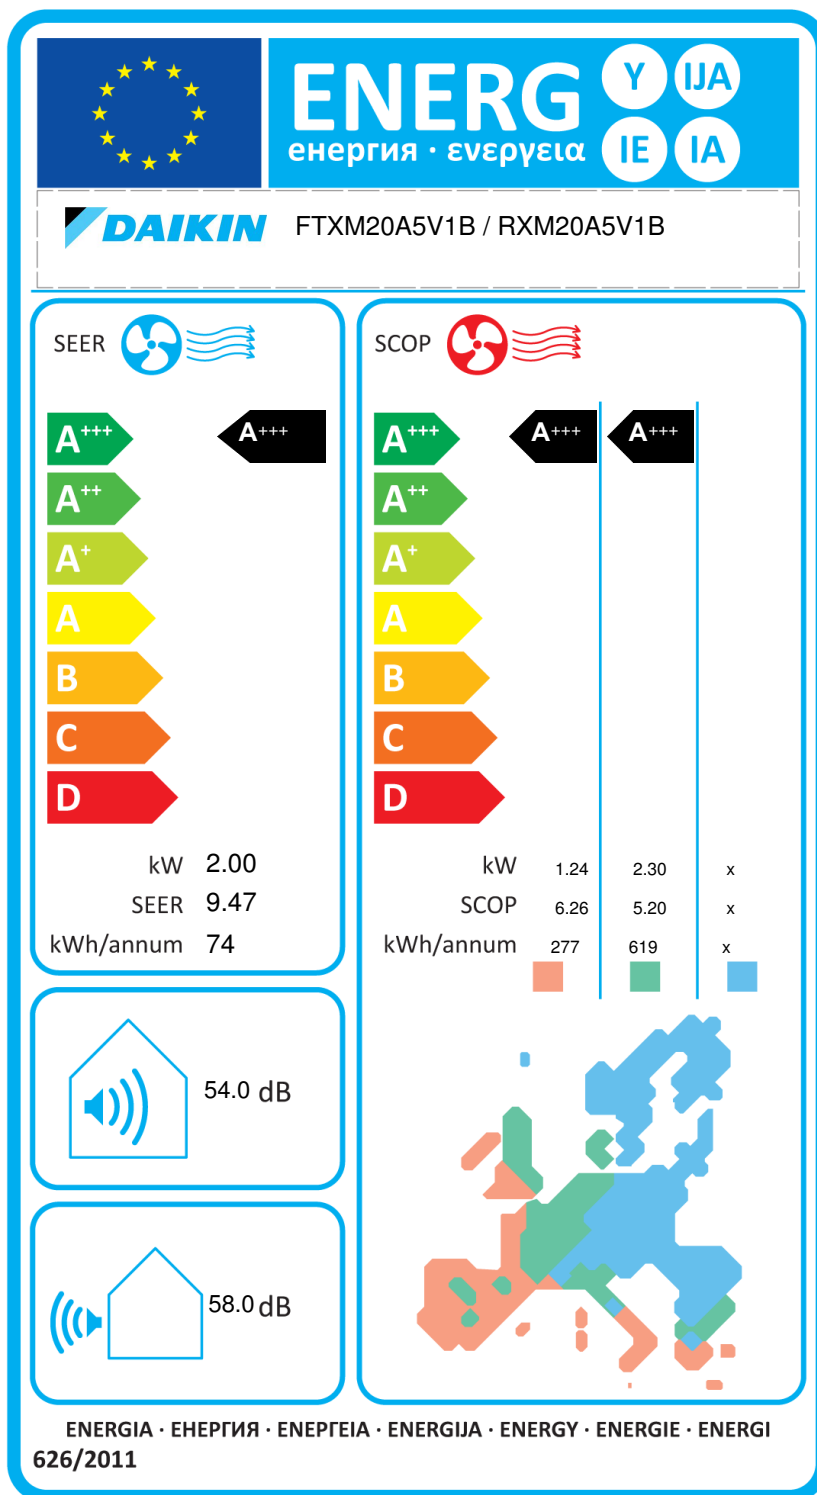 ENERG
енергия · ενεργεια
Y IJA
IE IA
DAIKIN FTXM20A5V1B / RXM20A5V1B
SEER
A+++ A+++
A++
A+
A
B
C
D
kW 2.00
SEER 9.47
kWh/annum 74
SCOP
A+++ A+++ A+++
A++
A+
A
B
C
D
kW 1.24 2.30 x
SCOP 6.26 5.20 x
kWh/annum 277 619 x
54.0 dB
58.0 dB
ENERGIA · ЕНЕРГИЯ · ΕΝΕΡΓΕΙΑ · ENERGIJA · ENERGY · ENERGIE · ENERGI
626/2011